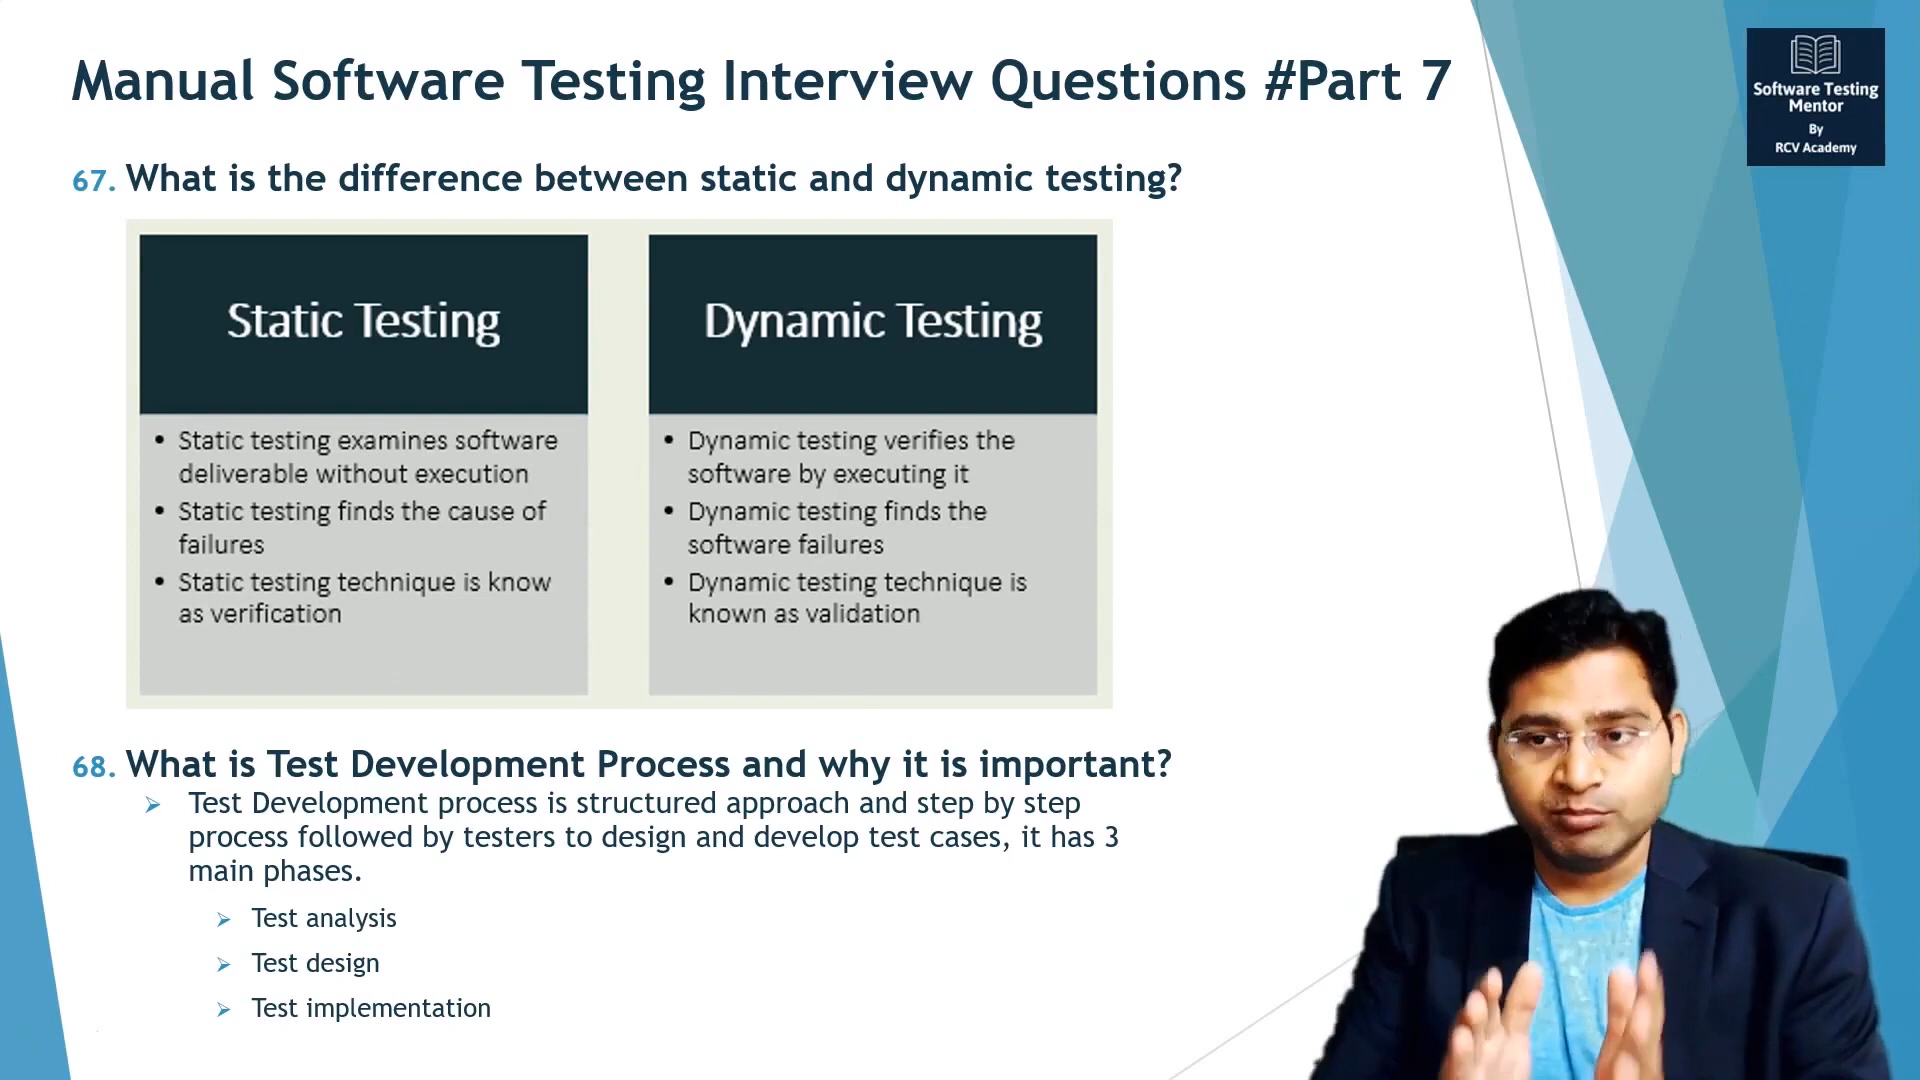 Manual Software Testing Interview Questions #Part 7
Software Testing
Mentor
By
RCV Academy
67. What is the difference between static and dynamic testing?
Static Testing
• Static testing examines software
deliverable without execution
• Static testing finds the cause of
failures
• Static testing technique is know
as verification
Dynamic Testing
• Dynamic testing verifies the
software by executing it
• Dynamic testing finds the
software failures
• Dynamic testing technique is
known as validation
68. What is Test Development Process and why it is important?
➢ Test Development process is structured approach and step by step
process followed by testers to design and develop test cases, it has 3
main phases.
➢ Test analysis
➢ Test design
➢ Test implementation